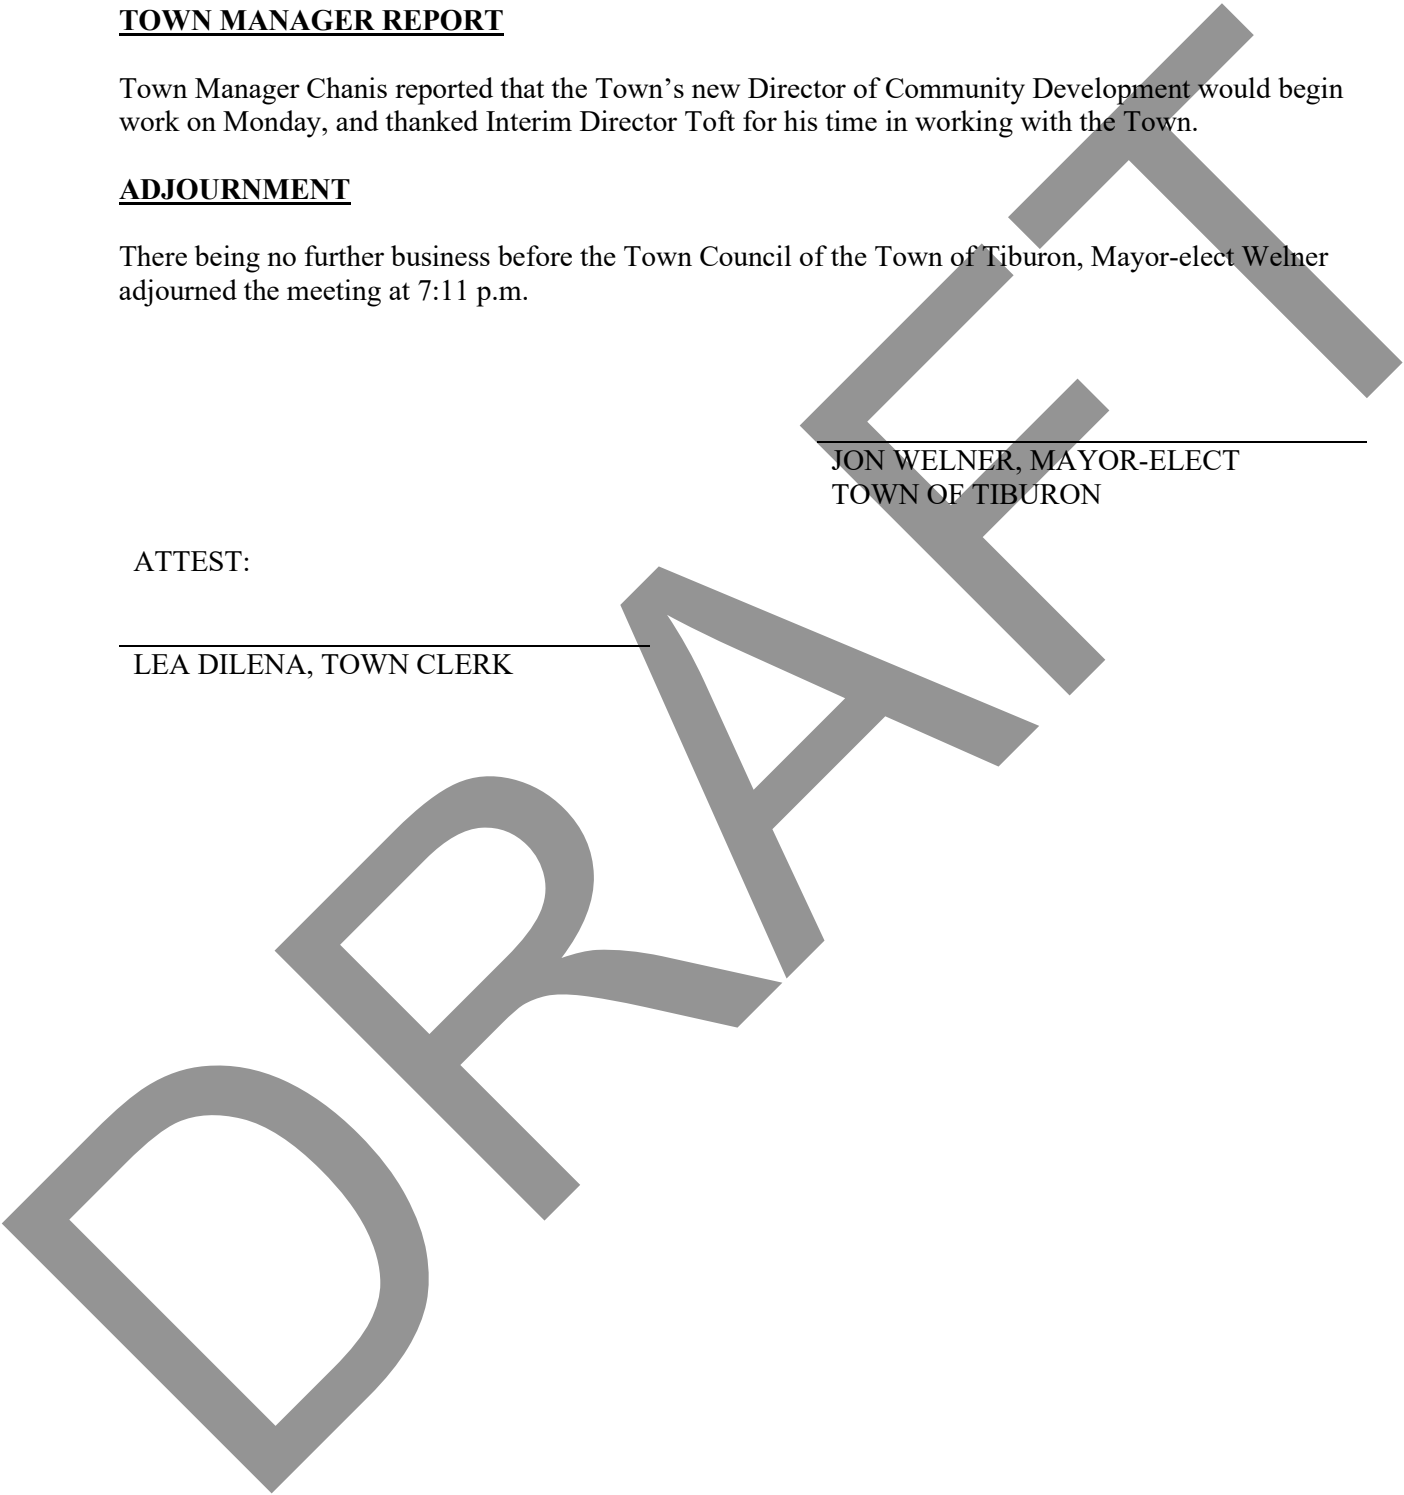 TOWN MANAGER REPORT
Town Manager Chanis reported that the Town’s new Director of Community Development would begin
work on Monday, and thanked Interim Director Toft for his time in working with the Town.
ADJOURNMENT
There being no further business before the Town Council of the Town of Tiburon, Mayor-elect Welner
adjourned the meeting at 7:11 p.m.
JON WELNER, MAYOR-ELECT
TOWN OF TIBURON
ATTEST:
LEA DILENA, TOWN CLERK
DRAFT